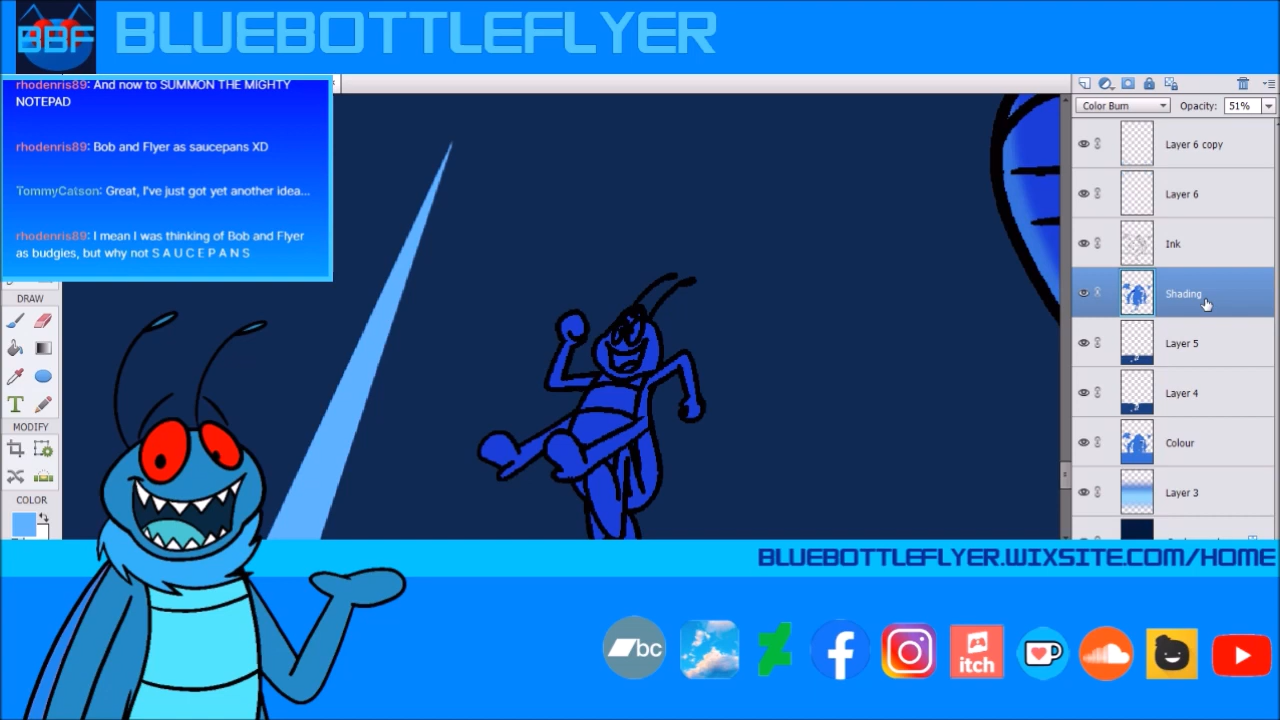 BBF
BLUEBOTTLEFLYER
rhodenris89: And now to SUMMON THE MIGHTY
NOTEPAD
rhodenris89: Bob and Flyer as saucepans XD
TommyCatson: Great, I've just got yet another idea...
rhodenris89: I mean I was thinking of Bob and Flyer
as budgies, but why not S A U C E P A N S
DRAW
T
MODIFY
COLOR
Color Burn
Opacity:
51%
Layer 6 copy
Layer 6
Ink
Shading
Layer 5
Layer 4
Colour
Layer 3
BLUEBOTTLEFLYER.WIXSITE.COM/HOME
bc
itch